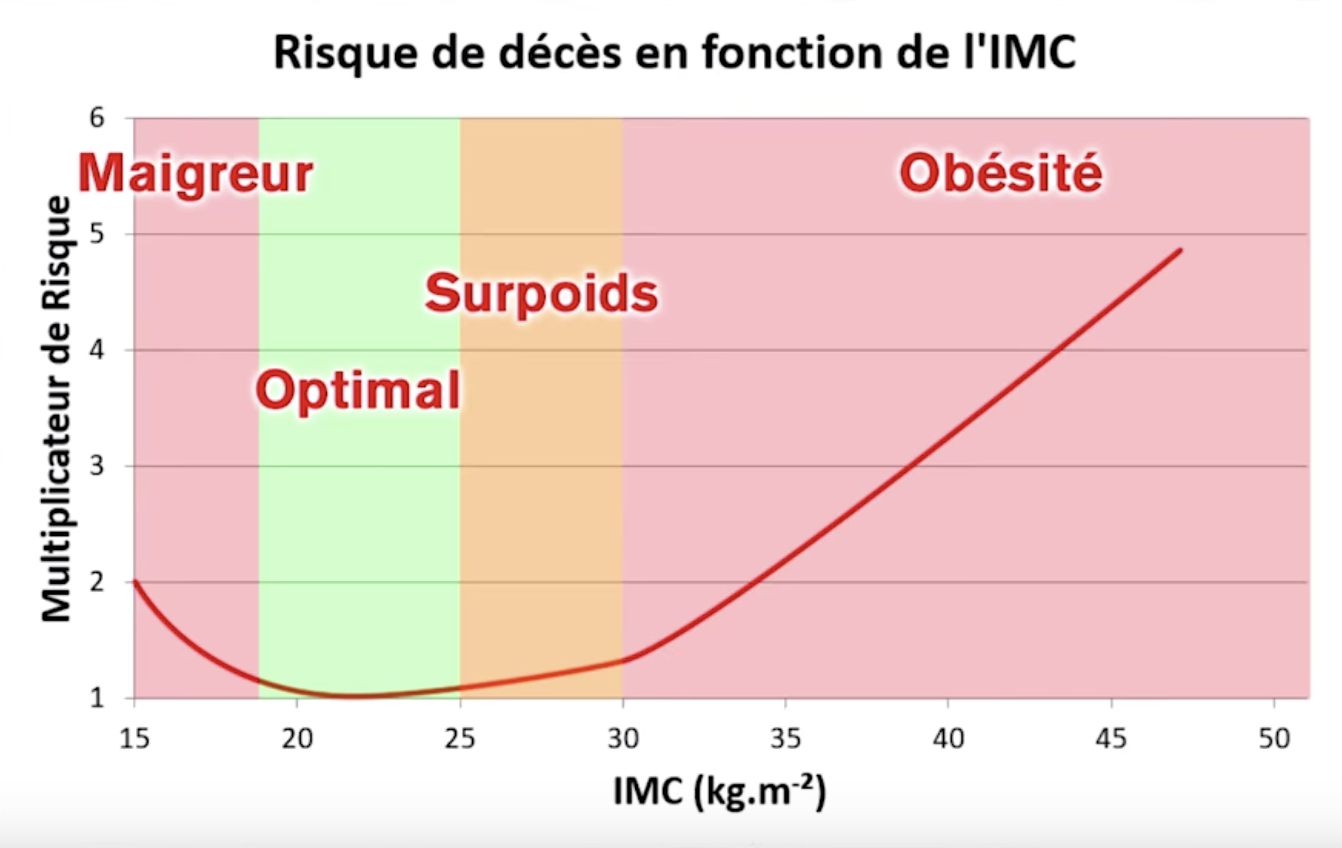 Risque de décès en fonction de l'IMC
Multiplicateur de Risque
6
5
4
3
2
1
Maigreur
Obésité
Surpoids
Optimal
15 20 25 30 35 40 45 50
IMC (kg.m⁻²)